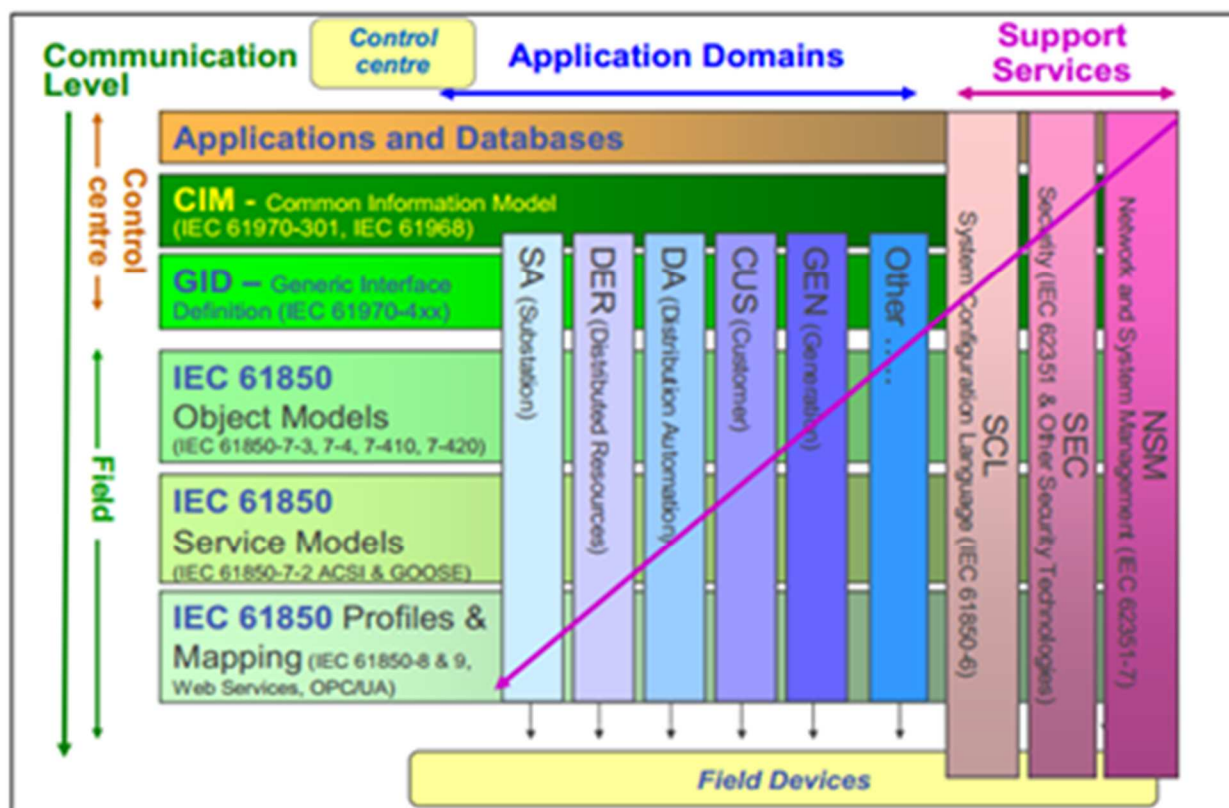 Communication
Level
Control
centre
Application Domains
Support
Services
Control
centre
Field
Applications and Databases
CIM - Common Information Model
(IEC 61970-301, IEC 61968)
GID – Generic Interface
Definition (IEC 61970-4xx)
IEC 61850
Object Models
(IEC 61850-7-3, 7-4, 7-410, 7-420)
IEC 61850
Service Models
(IEC 61850-7-2 ACSI & GOOSE)
IEC 61850 Profiles &
Mapping (IEC 61850-8 & 9,
Web Services, OPC/UA)
SA (Substation)
DER (Distributed Resources)
DA (Distribution Automation)
CUS (Customer)
GEN (Generation)
Other .....
SCL
System Configuration Language (IEC 61850-6)
SEC
Security (IEC 62351 & Other Security Technologies)
NSM
Network and System Management (IEC 62351-7)
Field Devices